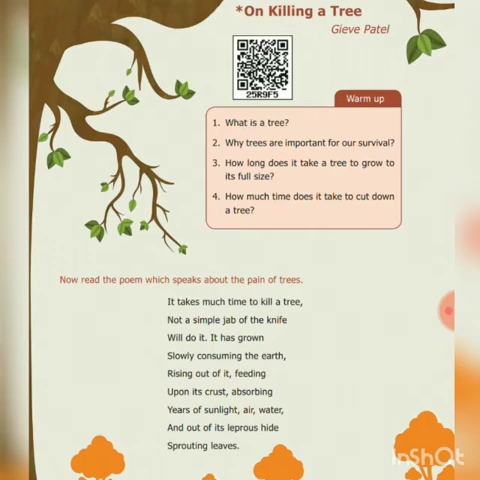 *On Killing a Tree
Gieve Patel
25R9F5
Warm up
1. What is a tree?
2. Why trees are important for our survival?
3. How long does it take a tree to grow to
its full size?
4. How much time does it take to cut down
a tree?
Now read the poem which speaks about the pain of trees.
It takes much time to kill a tree,
Not a simple jab of the knife
Will do it. It has grown
Slowly consuming the earth,
Rising out of it, feeding
Upon its crust, absorbing
Years of sunlight, air, water,
And out of its leprous hide
Sprouting leaves.
InShOt